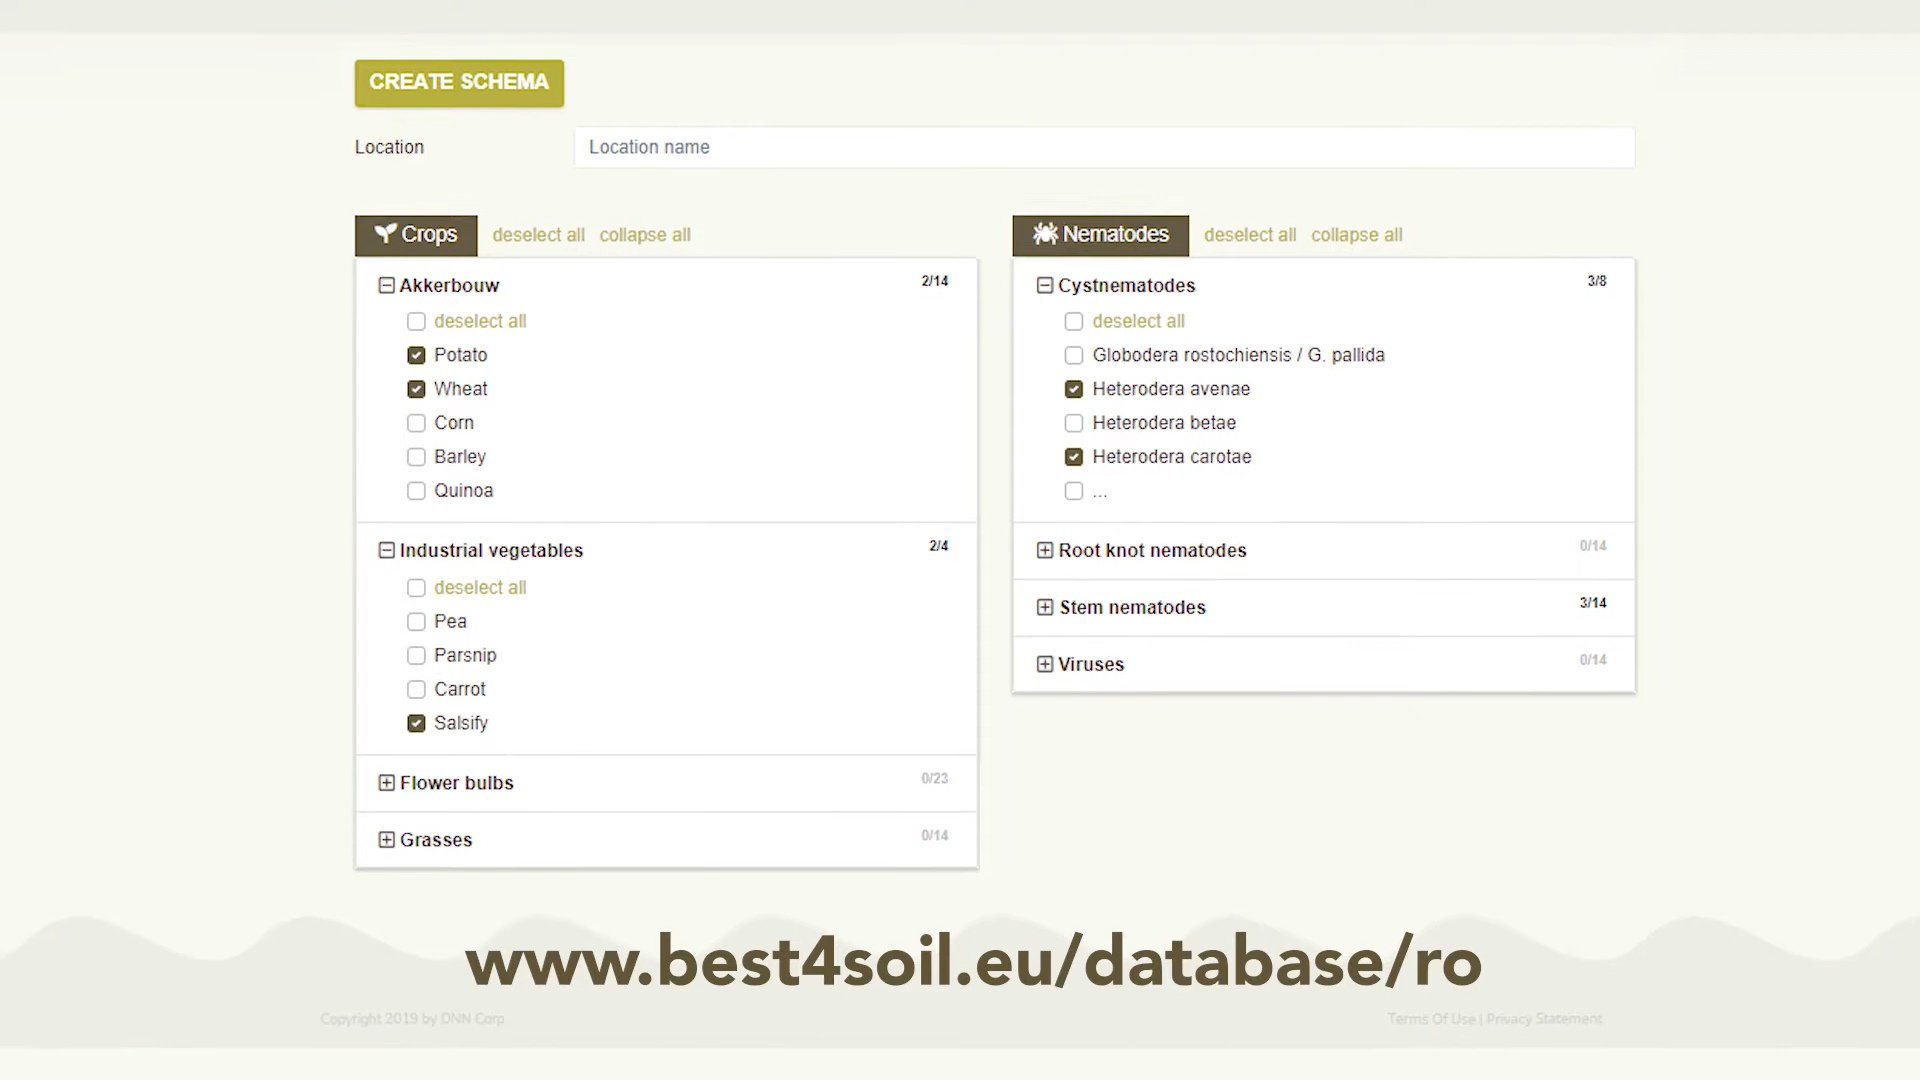 CREATE SCHEMA
Location
Location name
Crops deselect all collapse all
Akkerbouw 2/14
deselect all
Potato
Wheat
Corn
Barley
Quinoa
Industrial vegetables 2/4
deselect all
Pea
Parsnip
Carrot
Salsify
Flower bulbs 0/23
Grasses 0/14
Nematodes deselect all collapse all
Cystnematodes 3/8
deselect all
Globodera rostochiensis / G. pallida
Heterodera avenae
Heterodera betae
Heterodera carotae
...
Root knot nematodes 0/14
Stem nematodes 3/14
Viruses 0/14
www.best4soil.eu/database/ro
Copyright 2019 by DNN Corp
Terms Of Use | Privacy Statement